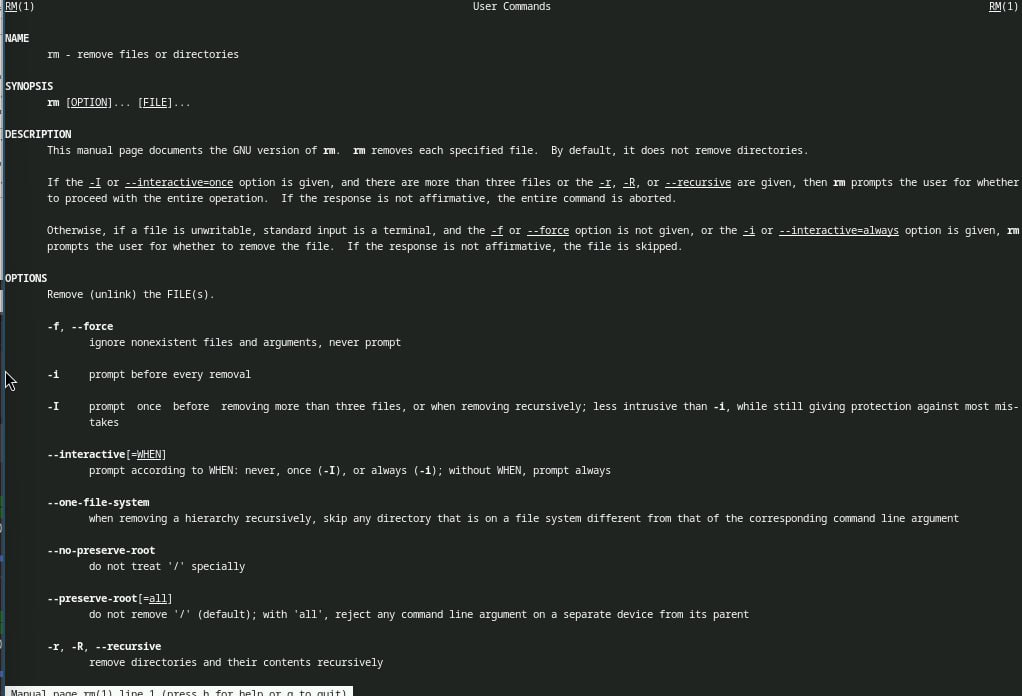 RM(1) User Commands RM(1)
NAME
rm - remove files or directories
SYNOPSIS
rm [OPTION]... [FILE]...
DESCRIPTION
This manual page documents the GNU version of rm.  rm removes each specified file.  By default, it does not remove directories.
If the -I or --interactive=once option is given, and there are more than three files or the -r, -R, or --recursive are given, then rm prompts the user for whether
to proceed with the entire operation.  If the response is not affirmative, the entire command is aborted.
Otherwise, if a file is unwritable, standard input is a terminal, and the -f or --force option is not given, or the -i or --interactive=always option is given, rm
prompts the user for whether to remove the file.  If the response is not affirmative, the file is skipped.
OPTIONS
Remove (unlink) the FILE(s).
-f, --force
ignore nonexistent files and arguments, never prompt
-i     prompt before every removal
-I     prompt  once  before  removing more than three files, or when removing recursively; less intrusive than -i, while still giving protection against most mis-
takes
--interactive[=WHEN]
prompt according to WHEN: never, once (-I), or always (-i); without WHEN, prompt always
--one-file-system
when removing a hierarchy recursively, skip any directory that is on a file system different from that of the corresponding command line argument
--no-preserve-root
do not treat '/' specially
--preserve-root[=all]
do not remove '/' (default); with 'all', reject any command line argument on a separate device from its parent
-r, -R, --recursive
remove directories and their contents recursively
Manual page rm(1) line 1 (press h for help or q to quit)